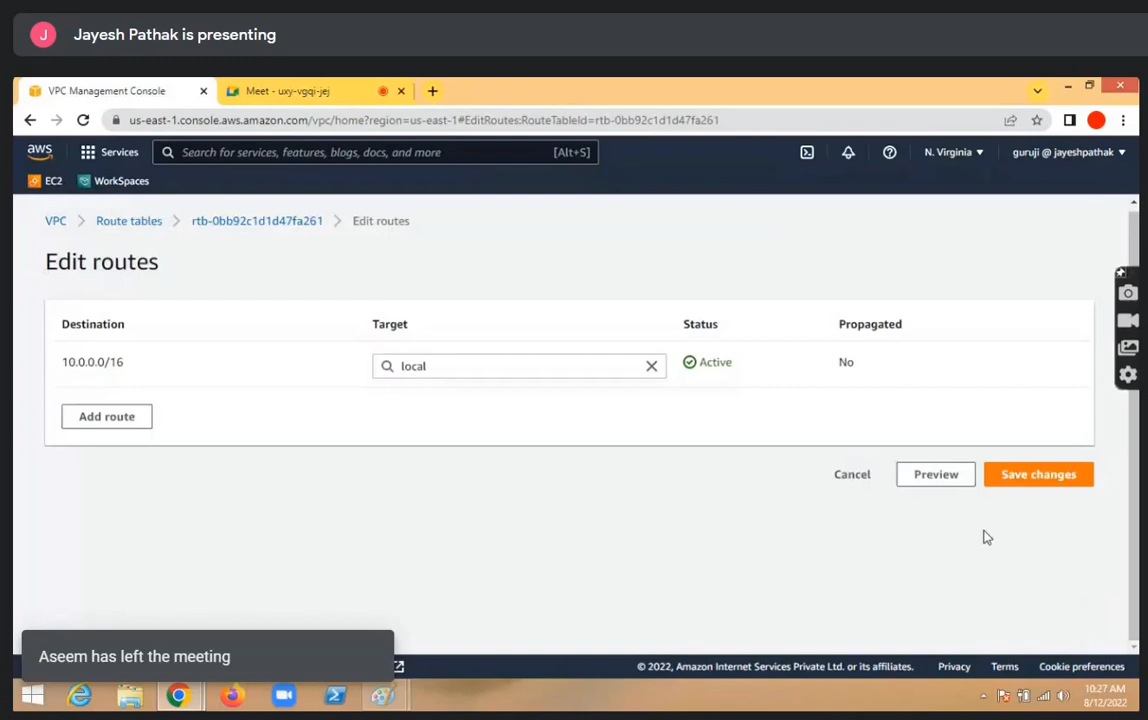 J
Jayesh Pathak is presenting
VPC Management Console
Meet - uxy-vgqi-jej
us-east-1.console.aws.amazon.com/vpc/home?region=us-east-1#EditRoutes:RouteTableId=rtb-0bb92c1d1d47fa261
aws
Services
Search for services, features, blogs, docs, and more
[Alt+S]
N. Virginia
guruji @ jayeshpathak
EC2
WorkSpaces
VPC
Route tables
rtb-0bb92c1d1d47fa261
Edit routes
Edit routes
Destination
Target
Status
Propagated
10.0.0.0/16
local
Active
No
Add route
Cancel
Preview
Save changes
Aseem has left the meeting
© 2022, Amazon Internet Services Private Ltd. or its affiliates.
Privacy
Terms
Cookie preferences
10:27 AM
8/12/2022